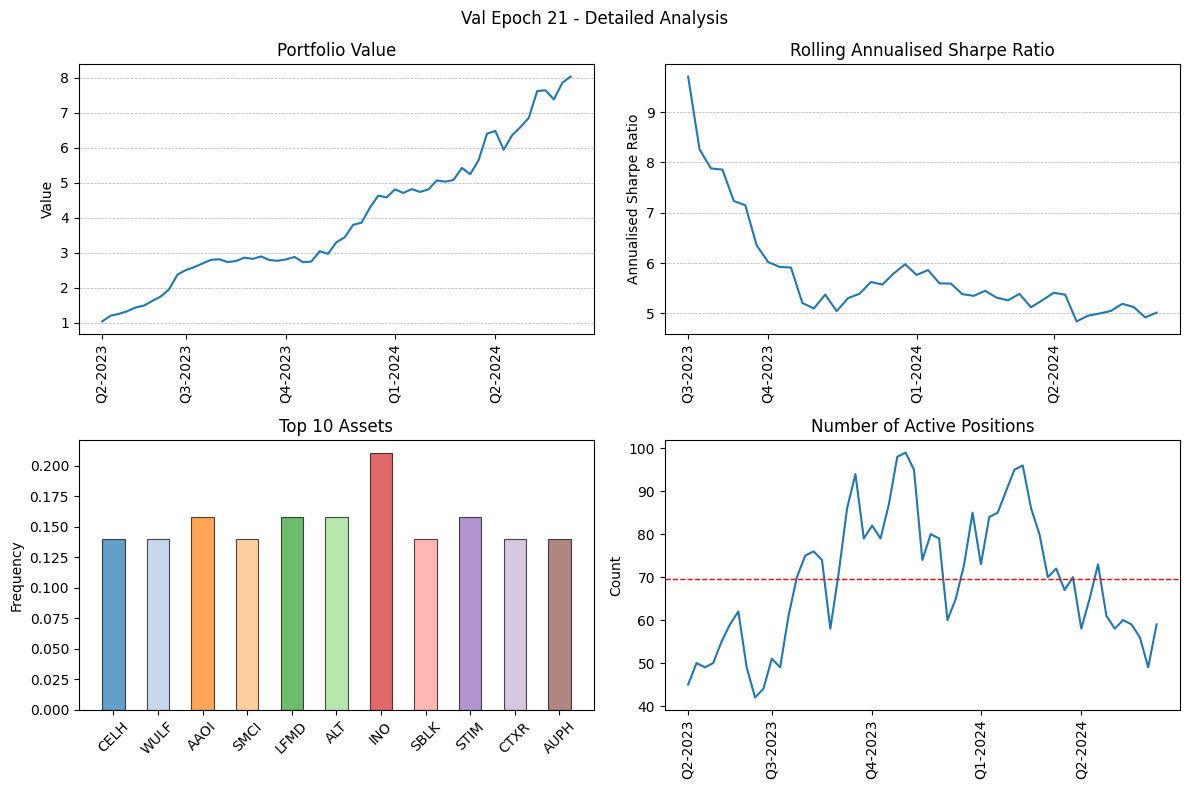 Val Epoch 21 - Detailed Analysis
Portfolio Value
Value
8
7
6
5
4
3
2
1
Q2-2023
Q3-2023
Q4-2023
Q1-2024
Q2-2024
Rolling Annualised Sharpe Ratio
Annualised Sharpe Ratio
9
8
7
6
5
Q3-2023
Q4-2023
Q1-2024
Q2-2024
Top 10 Assets
Frequency
0.200
0.175
0.150
0.125
0.100
0.075
0.050
0.025
0.000
CELH
WULF
AAOI
SMCI
LFMD
ALT
INO
SBLK
STIM
CTXR
AUPH
Number of Active Positions
Count
100
90
80
70
60
50
40
Q2-2023
Q3-2023
Q4-2023
Q1-2024
Q2-2024